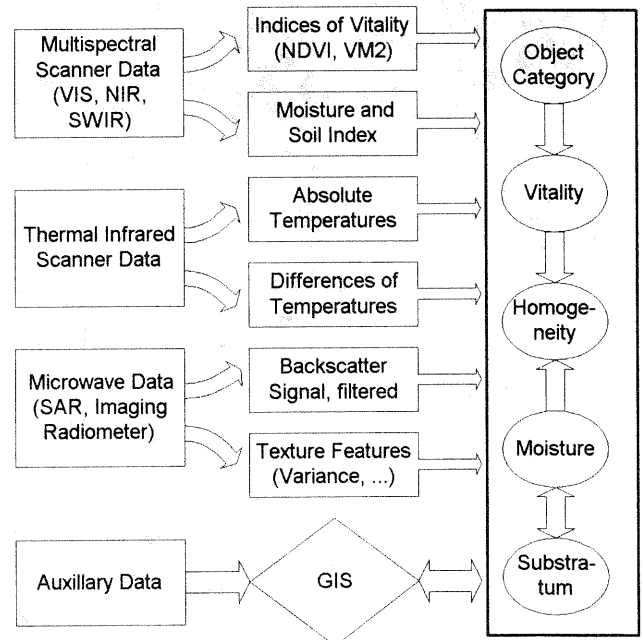 Multispectral
Scanner Data
(VIS, NIR,
SWIR)
Indices of Vitality
(NDVI, VM2)
Moisture and
Soil Index
Object
Category
Vitality
Thermal Infrared
Scanner Data
Absolute
Temperatures
Differences of
Temperatures
Homoge-
neity
Microwave Data
(SAR, Imaging
Radiometer)
Backscatter
Signal, filtered
Texture Features
(Variance, ...)
Moisture
Auxillary Data
GIS
Substra-
tum